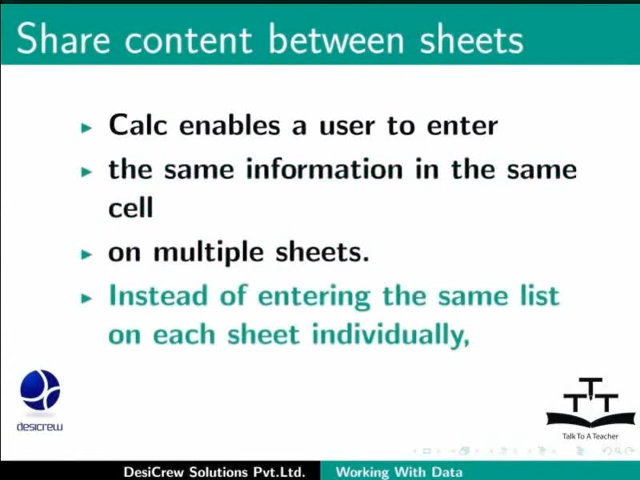 Share content between sheets
Calc enables a user to enter
the same information in the same
cell
on multiple sheets.
Instead of entering the same list
on each sheet individually,
desicrew
TTT
Talk To A Teacher
DesiCrew Solutions Pvt.Ltd.
Working With Data